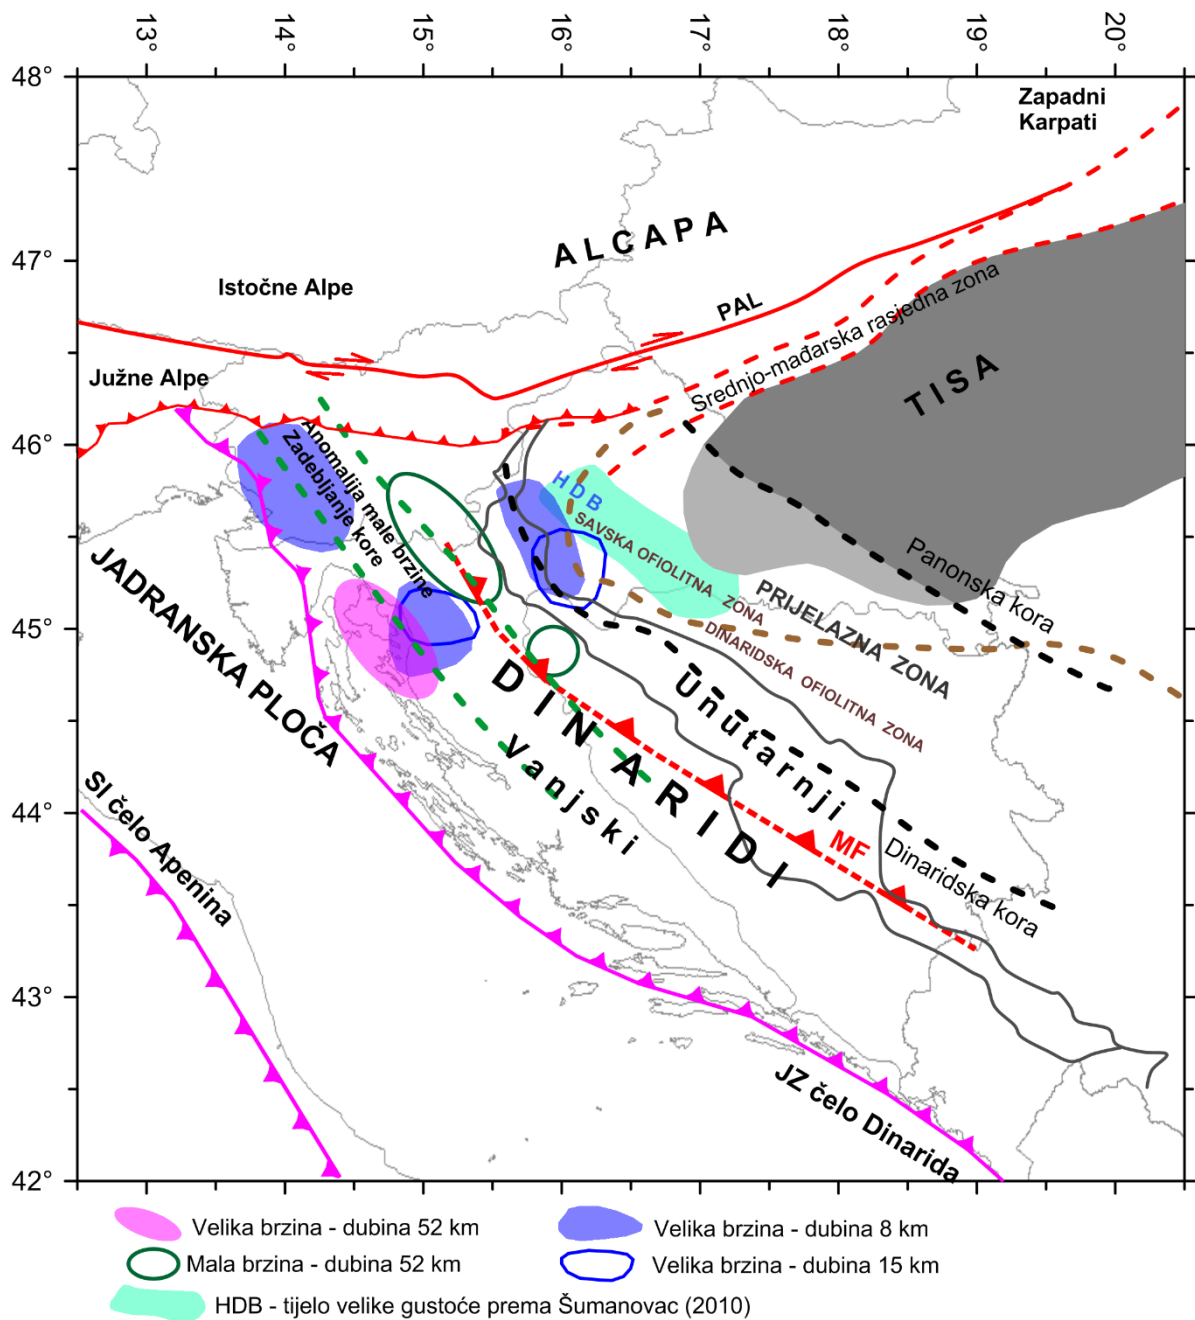 13° 14° 15° 16° 17° 18° 19° 20°
48°
47°
46°
45°
44°
43°
42°
Zapadni
Karpati
ALCAPA
Istočne Alpe
PAL
Srednjo-mađarska rasjedna zona
TISA
Južne Alpe
Anomalija male brzine
Zadebljanje kore
HDB
SAVSKA OFIOLITNA ZONA
PRIJELAZNA ZONA
Panonska kora
DINARIDSKA OFIOLITNA ZONA
JADRANSKA PLOČA
DINARIDI
Unutarnji
Vanjski
MF
Dinaridska kora
SI čelo Apenina
JZ čelo Dinarida
Velika brzina - dubina 52 km
Velika brzina - dubina 8 km
Mala brzina - dubina 52 km
Velika brzina - dubina 15 km
HDB - tijelo velike gustoće prema Šumanovac (2010)